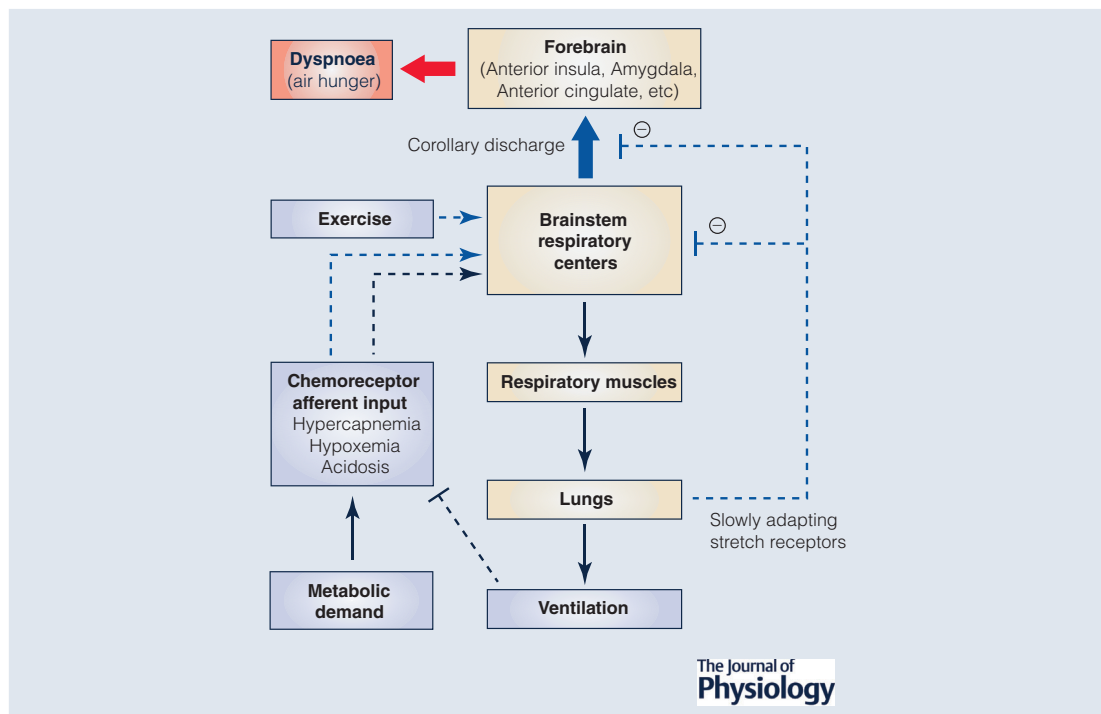 Dyspnoea
(air hunger)
Forebrain
(Anterior insula, Amygdala,
Anterior cingulate, etc)
Corollary discharge
⊖
Exercise
Brainstem
respiratory
centers
⊖
Chemoreceptor
afferent input
Hypercapnemia
Hypoxemia
Acidosis
Respiratory muscles
Lungs
Slowly adapting
stretch receptors
Metabolic
demand
Ventilation
The Journal of
Physiology